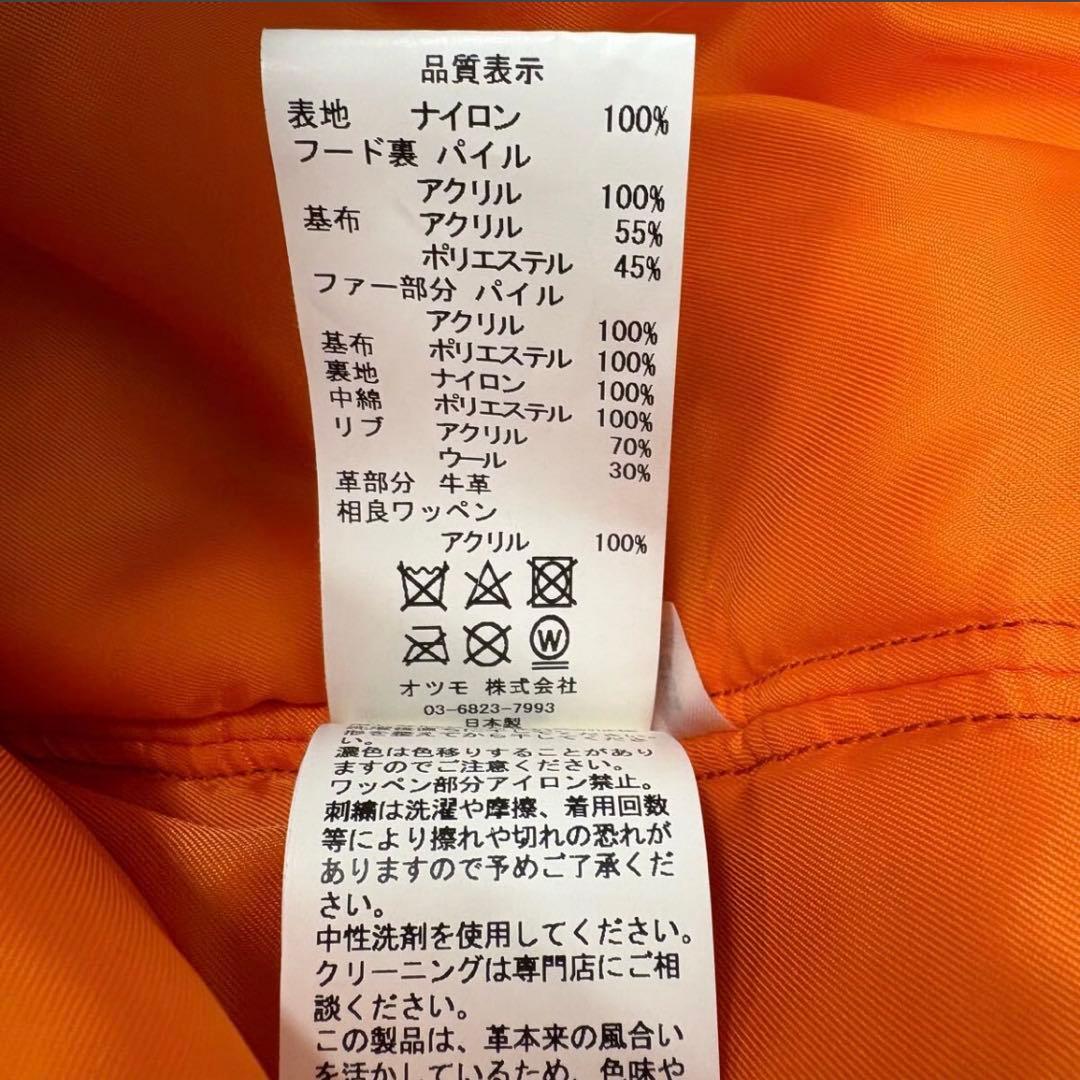 品質表示
表地 ナイロン 100%
フード裏 パイル
アクリル 100%
基布 アクリル 55%
ポリエステル 45%
ファー部分 パイル
アクリル 100%
基布 ポリエステル 100%
裏地 ナイロン 100%
中綿 ポリエステル 100%
リブ アクリル 70%
ウール 30%
革部分 牛革
相良ワッペン
アクリル 100%
W
オツモ 株式会社
03-6823-7993
日本製
い。
濃色は色移りすることがあり
ますのでご注意ください。
ワッペン部分アイロン禁止。
刺繍は洗濯や摩擦、着用回数
等により擦れや切れの恐れが
ありますので予めご了承くだ
さい。
中性洗剤を使用してください。
クリーニングは専門店にご相
談ください。
この製品は、革本来の風合い
を活かしているため、色味や